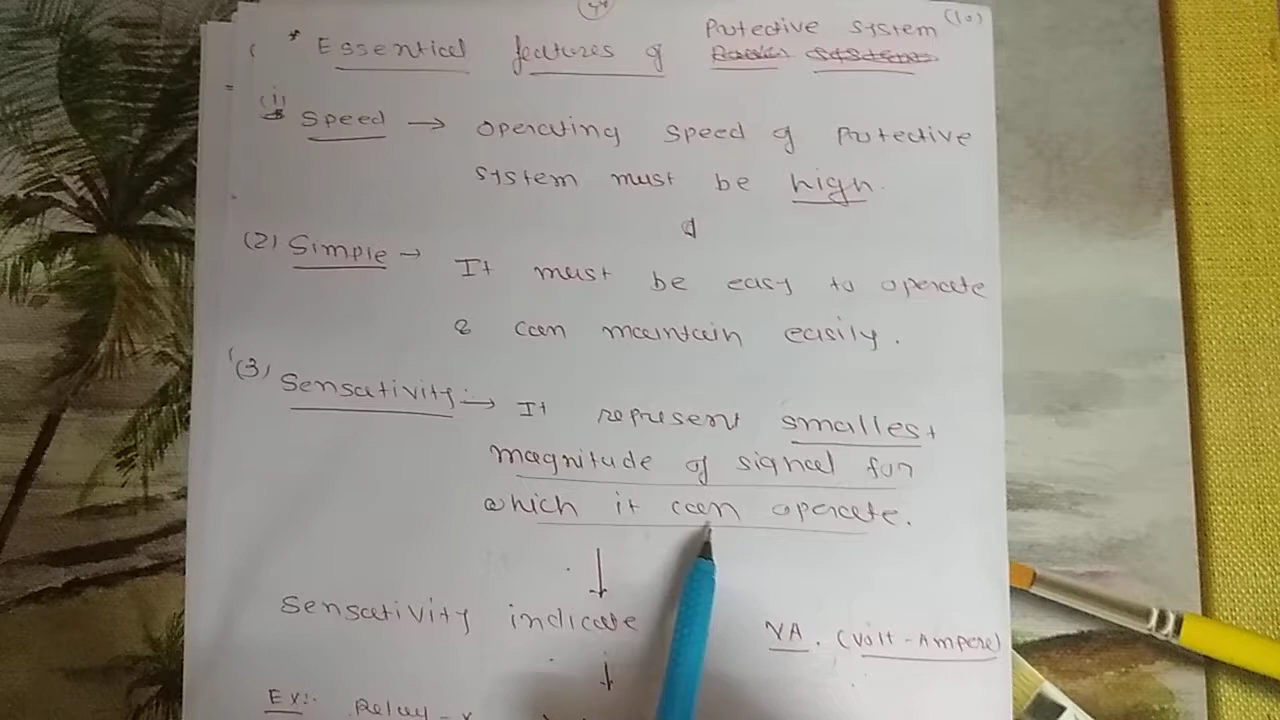 Protective System (10)
* Essential features of
(1) Speed → operating speed of Protective
system must be high.
(2) Simple → It must be easy to operate
& can maintain easily.
(3) Sensativity:→ It represent smallest
magnitude of signal for
which it can operate.
↓
Sensativity indicate VA. (Volt-Ampere)
↓
Ex:- Relay-x